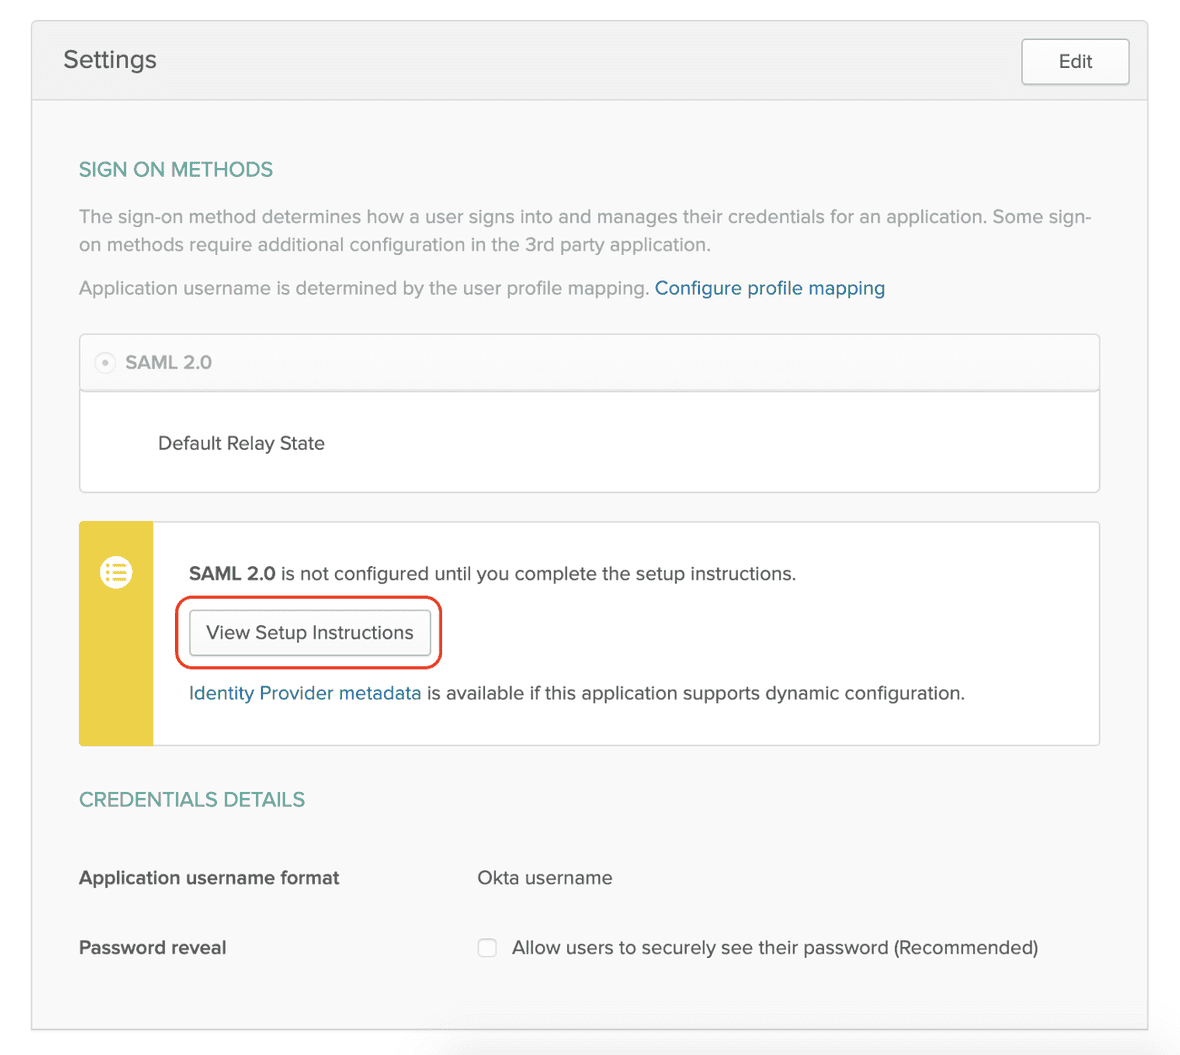 Settings
Edit
SIGN ON METHODS
The sign-on method determines how a user signs into and manages their credentials for an application. Some sign-
on methods require additional configuration in the 3rd party application.
Application username is determined by the user profile mapping. Configure profile mapping
SAML 2.0
Default Relay State
SAML 2.0 is not configured until you complete the setup instructions.
View Setup Instructions
Identity Provider metadata is available if this application supports dynamic configuration.
CREDENTIALS DETAILS
Application username format Okta username
Password reveal Allow users to securely see their password (Recommended)